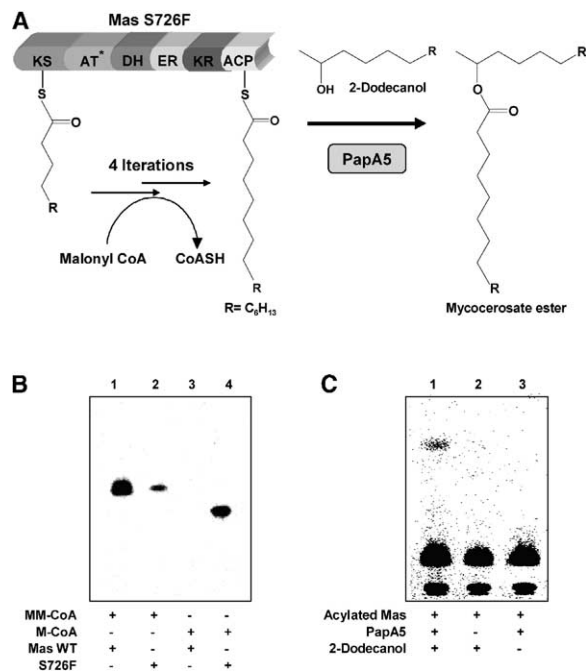 A
Mas S726F
KS AT* DH ER KR ACP
S S
O O
R
4 Iterations
Malonyl CoA CoASH
R
R= C6H13
R
OH 2-Dodecanol
PapA5
R
O
O
R
Mycocerosate ester
B
1 2 3 4
MM-CoA + + - -
M-CoA - - + +
Mas WT + - + -
S726F - + - +
C
1 2 3
Acylated Mas + + +
PapA5 + - +
2-Dodecanol + + -